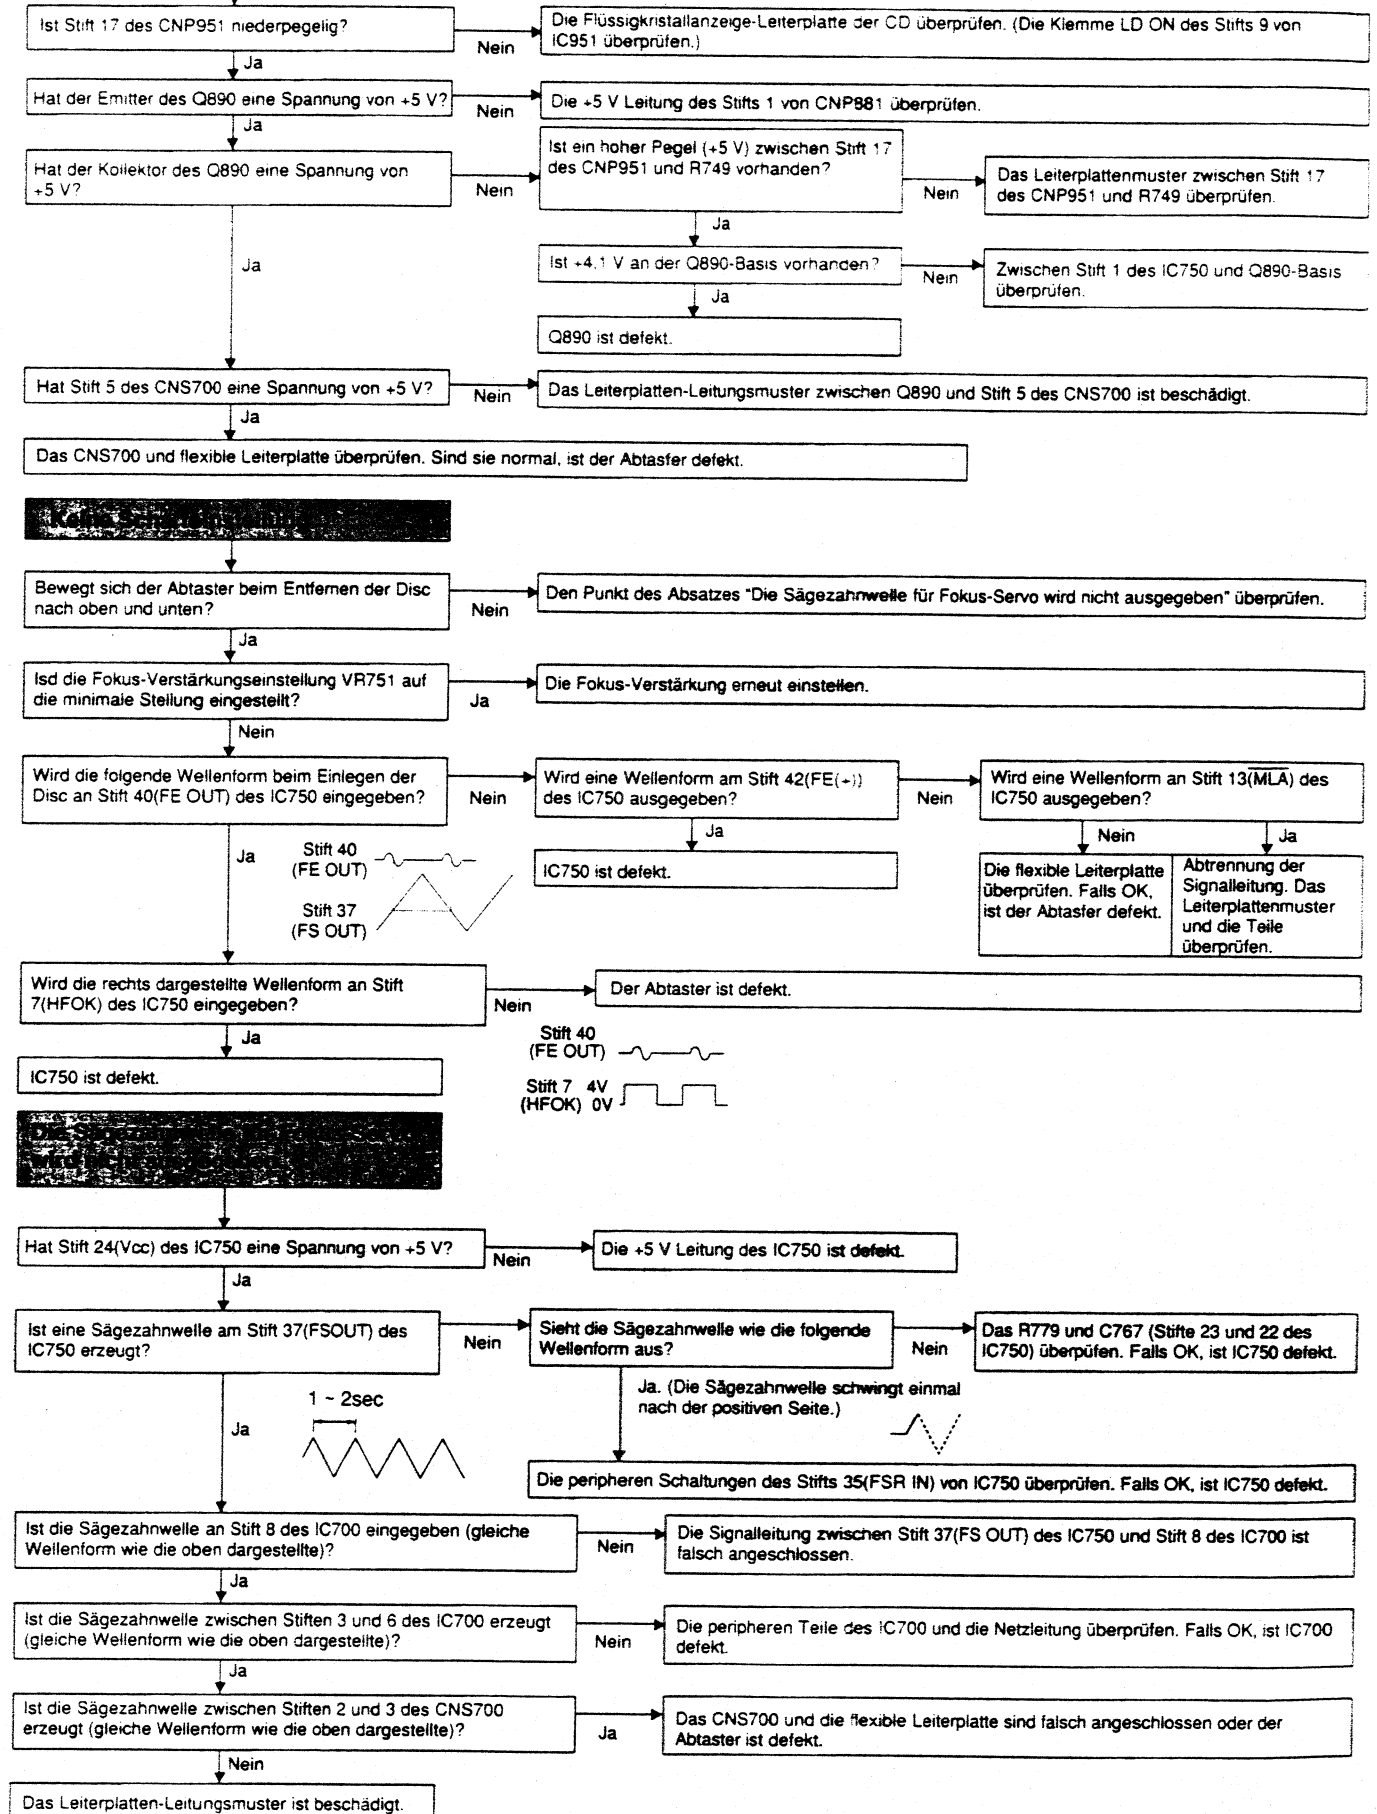 Ist Stift 17 des CNP951 niederpegelig?
Nein
Die Flüssigkristallanzeige-Leiterplatte der CD überprüfen. (Die Klemme LD ON des Stifts 9 von
IC951 überprüfen.)
Ja
Hat der Emitter des Q890 eine Spannung von +5 V?
Nein
Die +5 V Leitung des Stifts 1 von CNP881 überprüfen.
Ja
Hat der Kollektor des Q890 eine Spannung von
+5 V?
Nein
Ist ein hoher Pegel (+5 V) zwischen Stift 17
des CNP951 und R749 vorhanden?
Nein
Das Leiterplattenmuster zwischen Stift 17
des CNP951 und R749 überprüfen.
Ja
Ja
Ist +4.1 V an der Q890-Basis vorhanden?
Nein
Zwischen Stift 1 des IC750 und Q890-Basis
überprüfen.
Ja
Q890 ist defekt.
Hat Stift 5 des CNS700 eine Spannung von +5 V?
Nein
Das Leiterplatten-Leitungsmuster zwischen Q890 und Stift 5 des CNS700 ist beschädigt.
Ja
Das CNS700 und flexible Leiterplatte überprüfen. Sind sie normal, ist der Abtasfer defekt.
Keine
Bewegt sich der Abtaster beim Entfernen der Disc
nach oben und unten?
Nein
Den Punkt des Absatzes "Die Sägezahnwelle für Fokus-Servo wird nicht ausgegeben" überprüfen.
Ja
Isd die Fokus-Verstärkungseinstellung VR751 auf
die minimale Stellung eingestellt?
Ja
Die Fokus-Verstärkung erneut einstellen.
Nein
Wird die folgende Wellenform beim Einlegen der
Disc an Stift 40(FE OUT) des IC750 eingegeben?
Nein
Wird eine Wellenform am Stift 42(FE(+))
des IC750 ausgegeben?
Nein
Wird eine Wellenform an Stift 13(MLA) des
IC750 ausgegeben?
Ja
Stift 40
(FE OUT)
Stift 37
(FS OUT)
Ja
IC750 ist defekt.
Nein
Die flexible Leiterplatte
überprüfen. Falls OK,
ist der Abtasfer defekt.
Ja
Abtrennung der
Signalleitung. Das
Leiterplattenmuster
und die Teile
überprüfen.
Wird die rechts dargestellte Wellenform an Stift
7(HFOK) des IC750 eingegeben?
Nein
Der Abtaster ist defekt.
Ja
IC750 ist defekt.
Stift 40
(FE OUT)
Stift 7 4V
(HFOK) 0V
Die
wird
Hat Stift 24(Vcc) des IC750 eine Spannung von +5 V?
Nein
Die +5 V Leitung des IC750 ist defekt.
Ja
Ist eine Sägezahnwelle am Stift 37(FSOUT) des
IC750 erzeugt?
Nein
Sieht die Sägezahnwelle wie die folgende
Wellenform aus?
Nein
Das R779 und C767 (Stifte 23 und 22 des
IC750) überpüfen. Falls OK, ist IC750 defekt.
Ja
1 ~ 2sec
Ja. (Die Sägezahnwelle schwingt einmal
nach der positiven Seite.)
Die peripheren Schaltungen des Stifts 35(FSR IN) von IC750 überprüfen. Falls OK, ist IC750 defekt.
Ist die Sägezahnwelle an Stift 8 des IC700 eingegeben (gleiche
Wellenform wie die oben dargestellte)?
Nein
Die Signalleitung zwischen Stift 37(FS OUT) des IC750 und Stift 8 des IC700 ist
falsch angeschlossen.
Ja
Ist die Sägezahnwelle zwischen Stiften 3 und 6 des IC700 erzeugt
(gleiche Wellenform wie die oben dargestellte)?
Nein
Die peripheren Teile des IC700 und die Netzleitung überprüfen. Falls OK, ist IC700
defekt.
Ja
Ist die Sägezahnwelle zwischen Stiften 2 und 3 des CNS700
erzeugt (gleiche Wellenform wie die oben dargestellte)?
Ja
Das CNS700 und die flexible Leiterplatte sind falsch angeschlossen oder der
Abtaster ist defekt.
Nein
Das Leiterplatten-Leitungsmuster ist beschädigt.